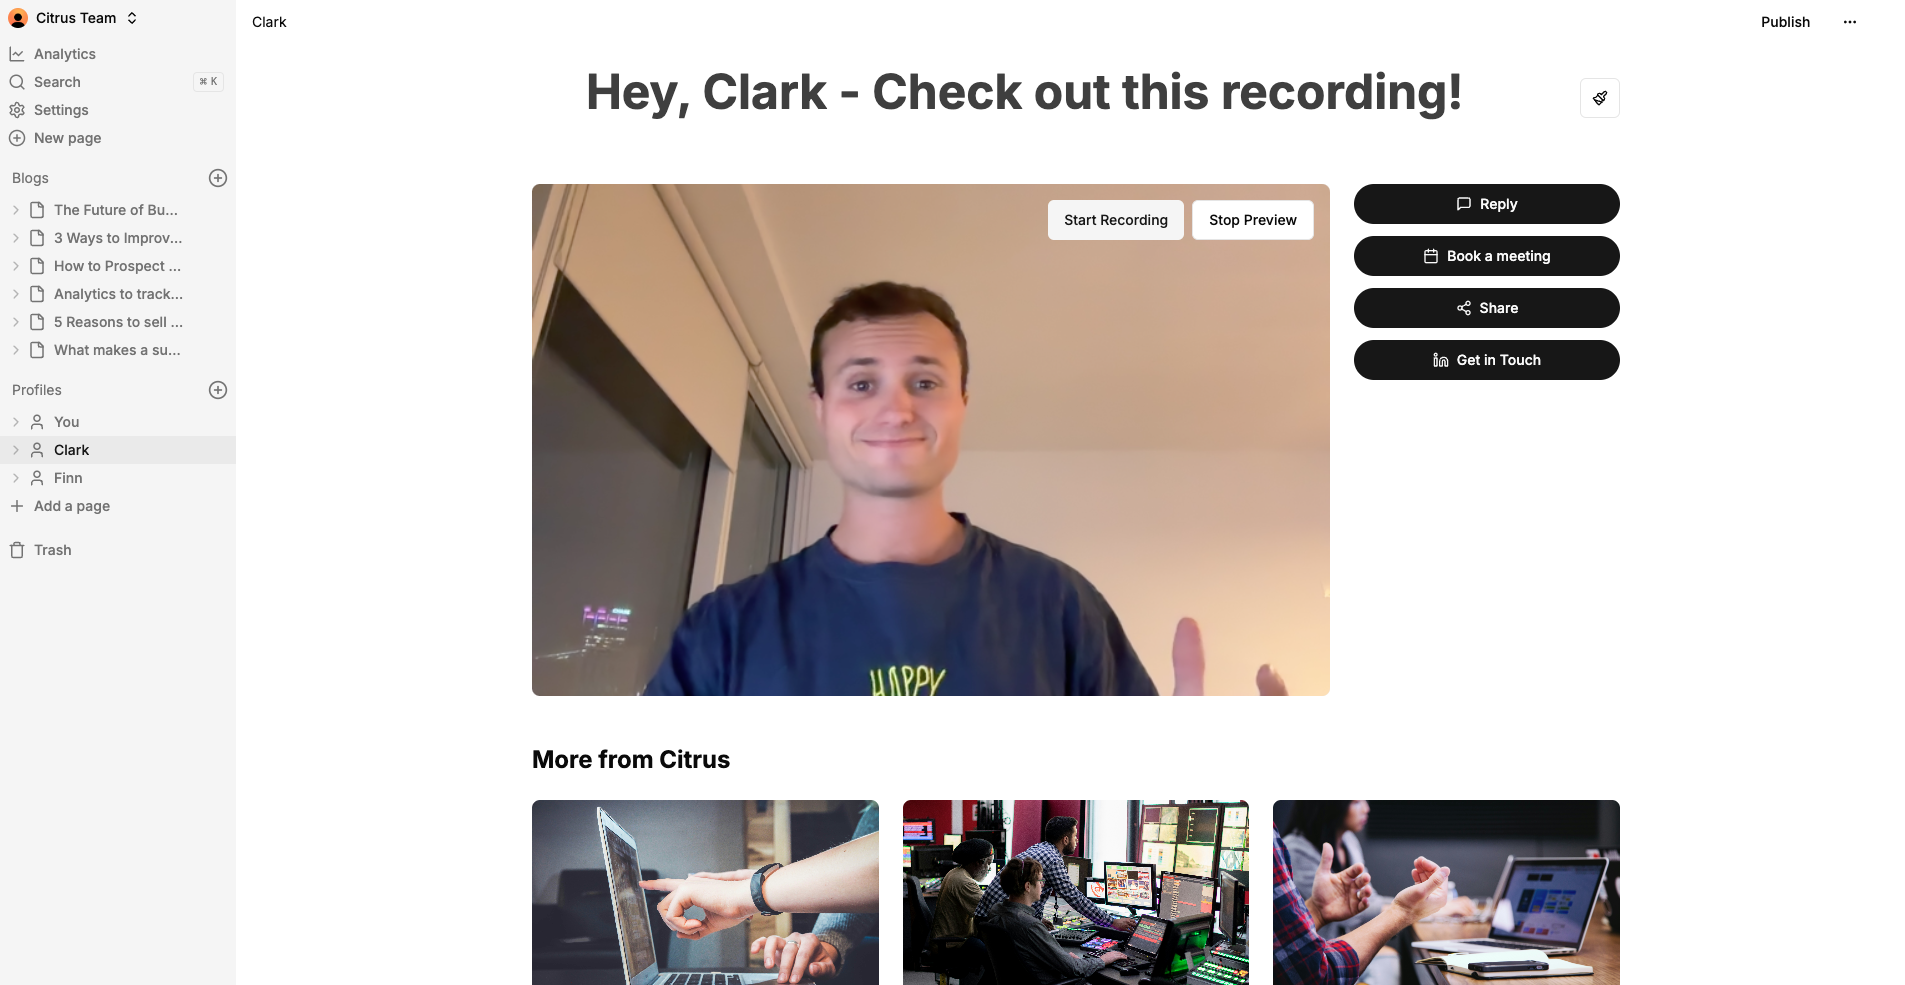 Citrus Team
Analytics
Search
⌘ K
Settings
New page
Blogs
The Future of Bu...
3 Ways to Improv...
How to Prospect ...
Analytics to track...
5 Reasons to sell ...
What makes a su...
Profiles
You
Clark
Finn
Add a page
Trash
Clark
Publish
Hey, Clark - Check out this recording!
Start Recording
Stop Preview
HAPPY
Reply
Book a meeting
Share
Get in Touch
More from Citrus